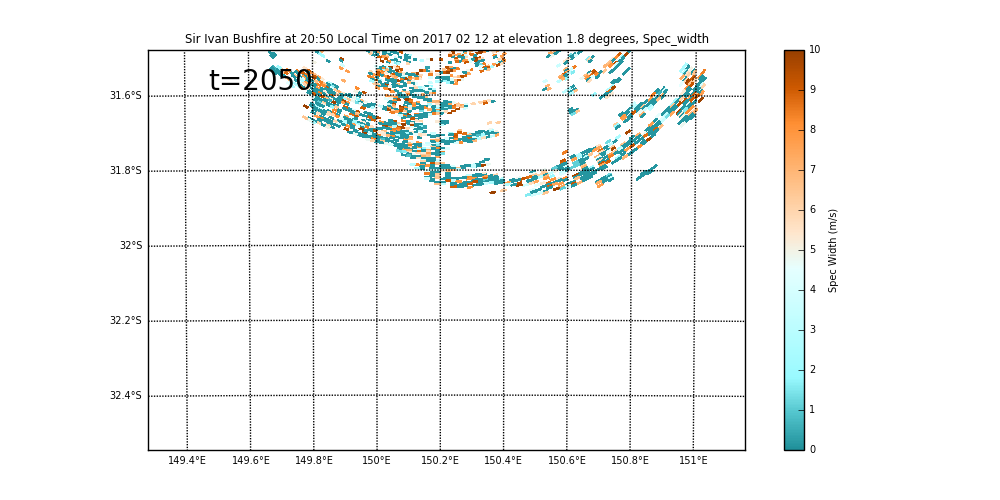 Sir Ivan Bushfire at 20:50 Local Time on 2017 02 12 at elevation 1.8 degrees, Spec_width
t=2050
31.6°S
31.8°S
32°S
32.2°S
32.4°S
149.4°E 149.6°E 149.8°E 150°E 150.2°E 150.4°E 150.6°E 150.8°E 151°E
10
9
8
7
6
5
4
3
2
1
0
Spec Width (m/s)